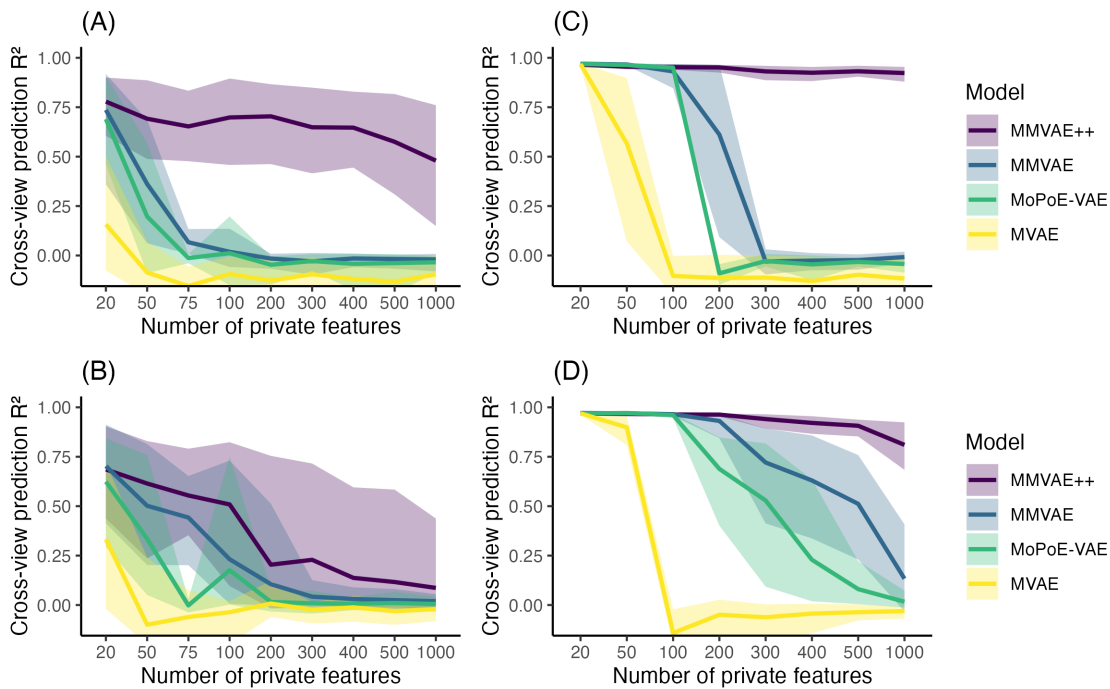 (A)
Cross-view prediction R²
1.00
0.75
0.50
0.25
0.00
20 50 75 100 200 300 400 500 1000
Number of private features
(C)
Cross-view prediction R²
1.00
0.75
0.50
0.25
0.00
20 50 100 200 300 400 500 1000
Number of private features
Model
MMVAE++
MMVAE
MoPoE-VAE
MVAE
(B)
Cross-view prediction R²
1.00
0.75
0.50
0.25
0.00
20 50 75 100 200 300 400 500 1000
Number of private features
(D)
Cross-view prediction R²
1.00
0.75
0.50
0.25
0.00
20 50 100 200 300 400 500 1000
Number of private features
Model
MMVAE++
MMVAE
MoPoE-VAE
MVAE